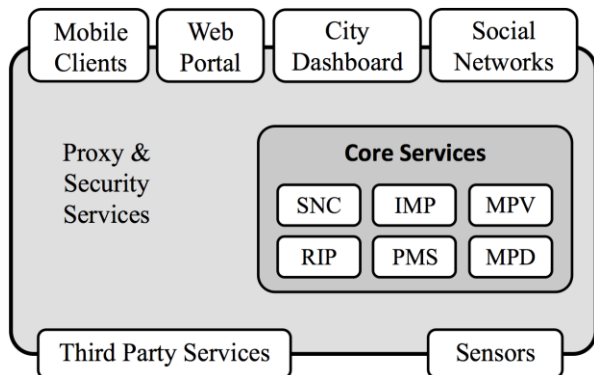 Mobile
Clients
Web
Portal
City
Dashboard
Social
Networks
Proxy &
Security
Services
Core Services
SNC
IMP
MPV
RIP
PMS
MPD
Third Party Services
Sensors